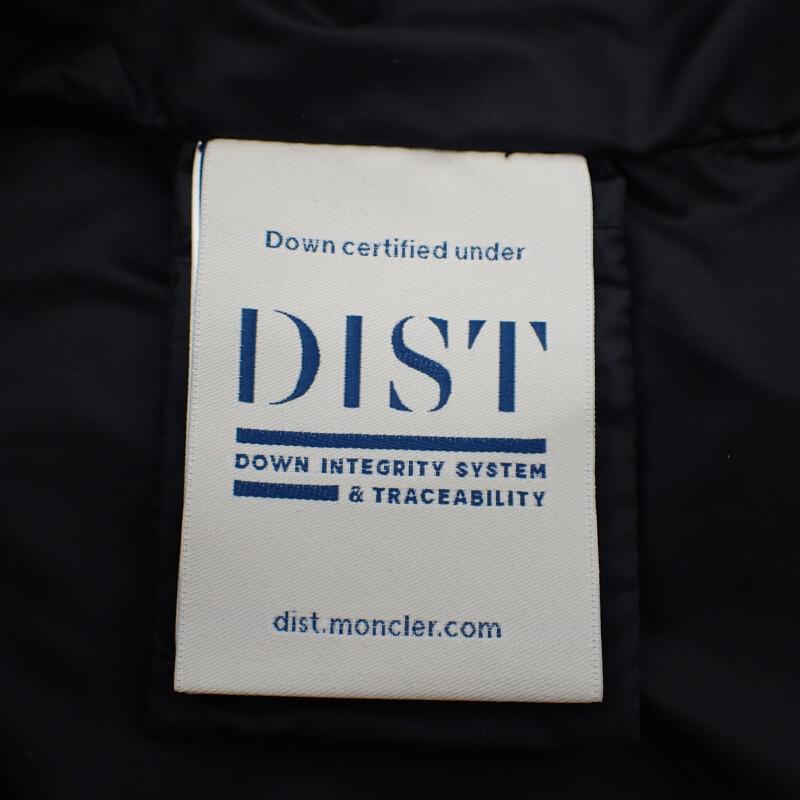 Down certified under
DIST
DOWN INTEGRITY SYSTEM
& TRACEABILITY
dist.moncler.com